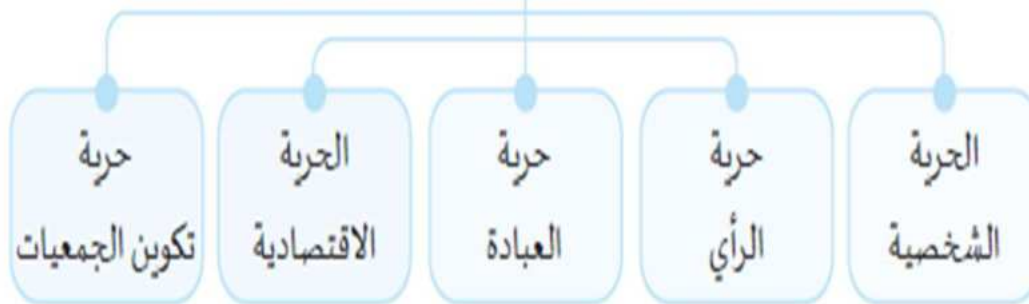 الحرية
الشخصية
حرية
الرأي
حرية
العبادة
الحرية
الاقتصادية
حرية
تكوين الجمعيات